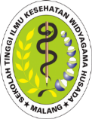 SEKOLAH TINGGI ILMU KESEHATAN WIDYAGAMA HUSADA
MALANG